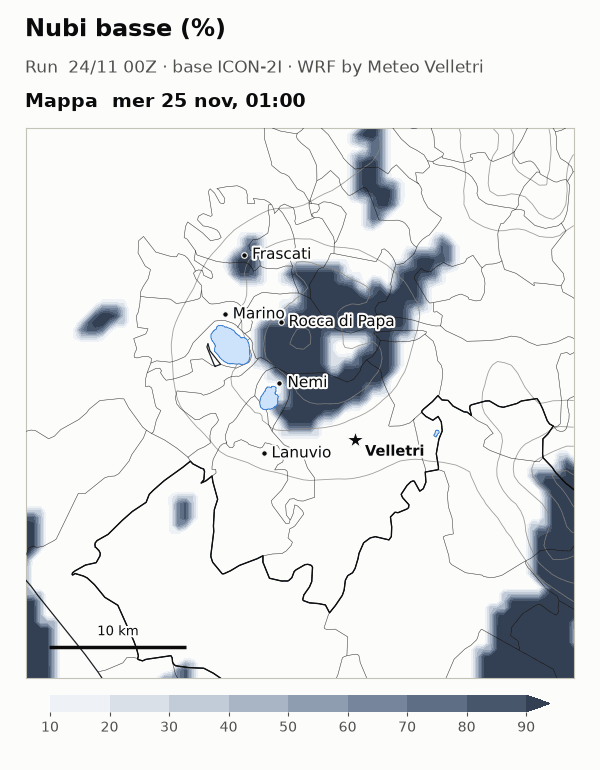 Nubi basse (%)
Run  24/11 00Z · base ICON-2I · WRF by Meteo Velletri
Mappa  mer 25 nov, 01:00
Frascati
Marino
Rocca di Papa
Nemi
Velletri
Lanuvio
10 km
10 20 30 40 50 60 70 80 90